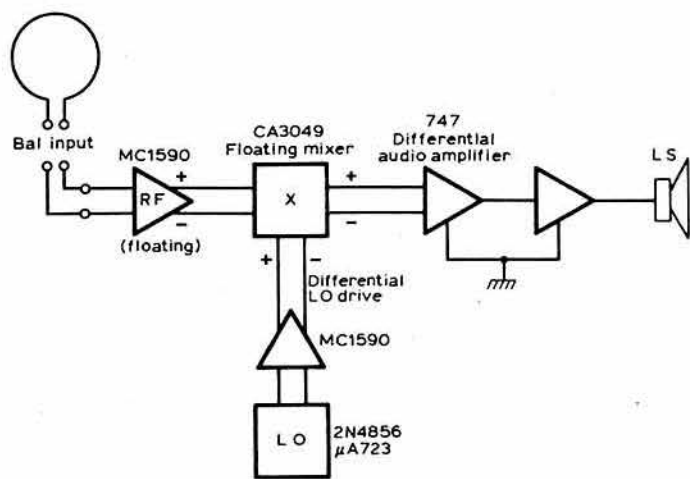 Bal input
MC1590
RF
(floating)
+
−
CA3049
Floating mixer
X
+
−
+
−
Differential
LO drive
MC1590
LO
2N4856
µA723
747
Differential
audio amplifier
LS